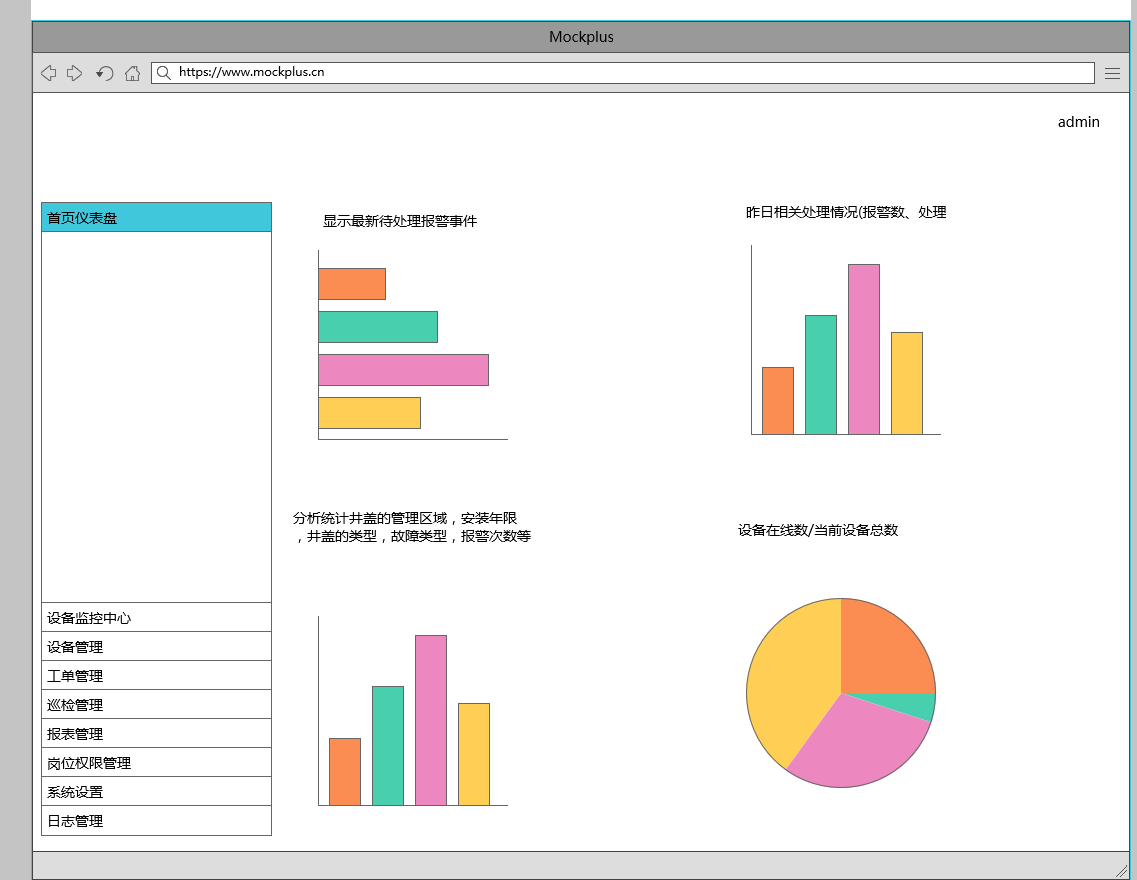 Mockplus
https://www.mockplus.cn
admin
首页仪表盘
设备监控中心
设备管理
工单管理
巡检管理
报表管理
岗位权限管理
系统设置
日志管理
显示最新待处理报警事件
昨日相关处理情况(报警数、处理
分析统计井盖的管理区域，安装年限
，井盖的类型，故障类型，报警次数等
设备在线数/当前设备总数